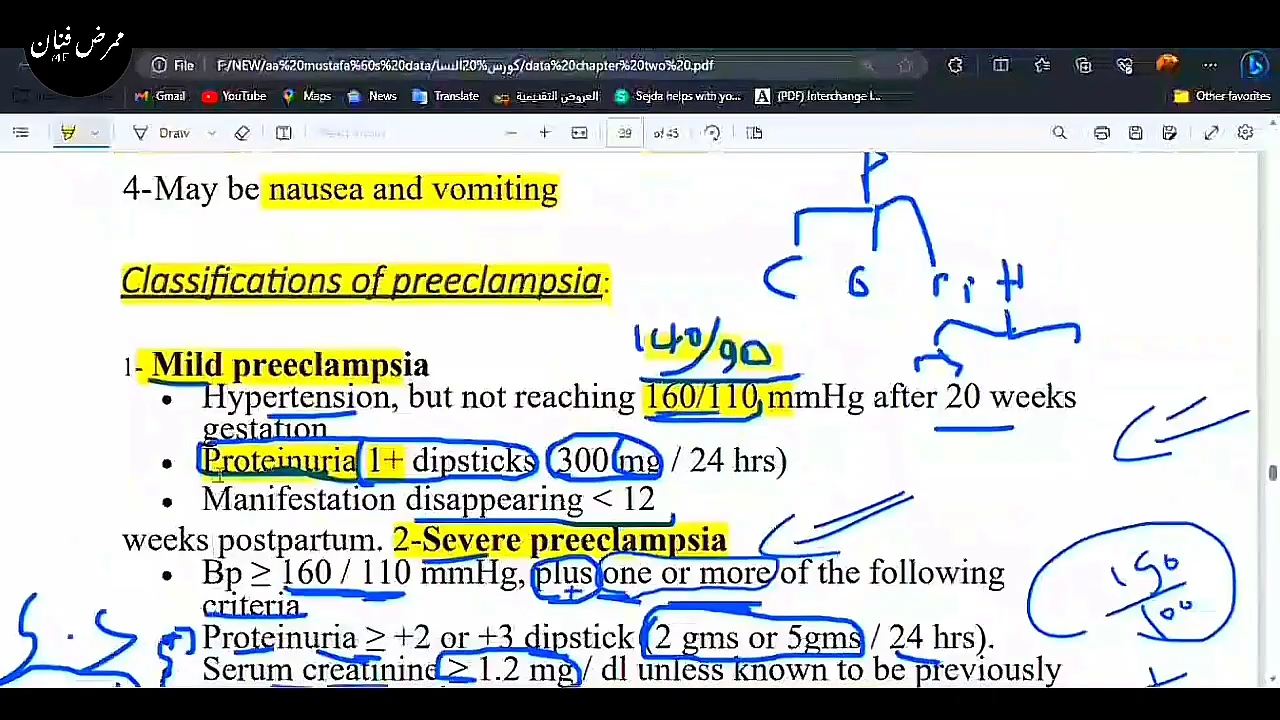 ممرض فنان
File F:/NEW/aa%20mustafa%60s%20data/كورس%20النسا/data%20chapter%20two%20.pdf
Gmail YouTube Maps News Translate العروض التقديمية Sejda helps with yo... (PDF) Interchange I... Other favorites
Draw 39 of 45
4-May be nausea and vomiting
P
Classifications of preeclampsia:
C G r, H
140/90
1- Mild preeclampsia
m
• Hypertension, but not reaching 160/110 mmHg after 20 weeks
gestation
• Proteinuria 1+ dipsticks 300 mg / 24 hrs)
• Manifestation disappearing < 12
weeks postpartum. 2-Severe preeclampsia
• Bp ≥ 160 / 110 mmHg, plus one or more of the following
criteria
+
Proteinuria ≥ +2 or +3 dipstick (2 gms or 5gms / 24 hrs).
Serum creatinine ≥ 1.2 mg / dl unless known to be previously